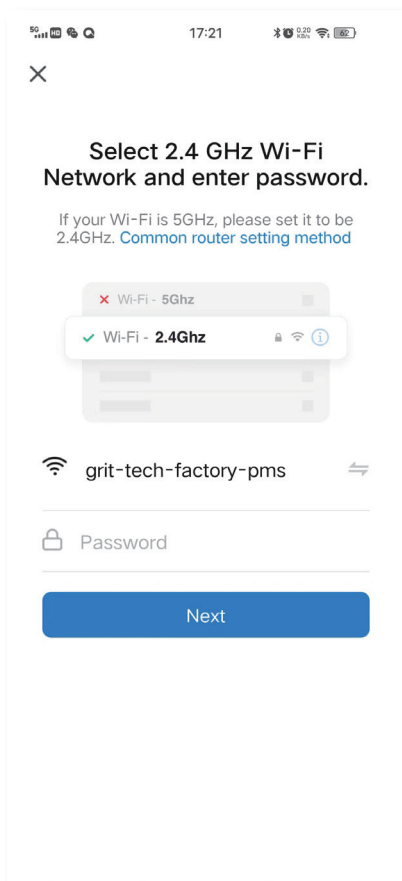 5G HD 17:21 0.20 KB/s 62
Select 2.4 GHz Wi-Fi
Network and enter password.
If your Wi-Fi is 5GHz, please set it to be
2.4GHz. Common router setting method
Wi-Fi - 5Ghz
Wi-Fi - 2.4Ghz
grit-tech-factory-pms
Password
Next